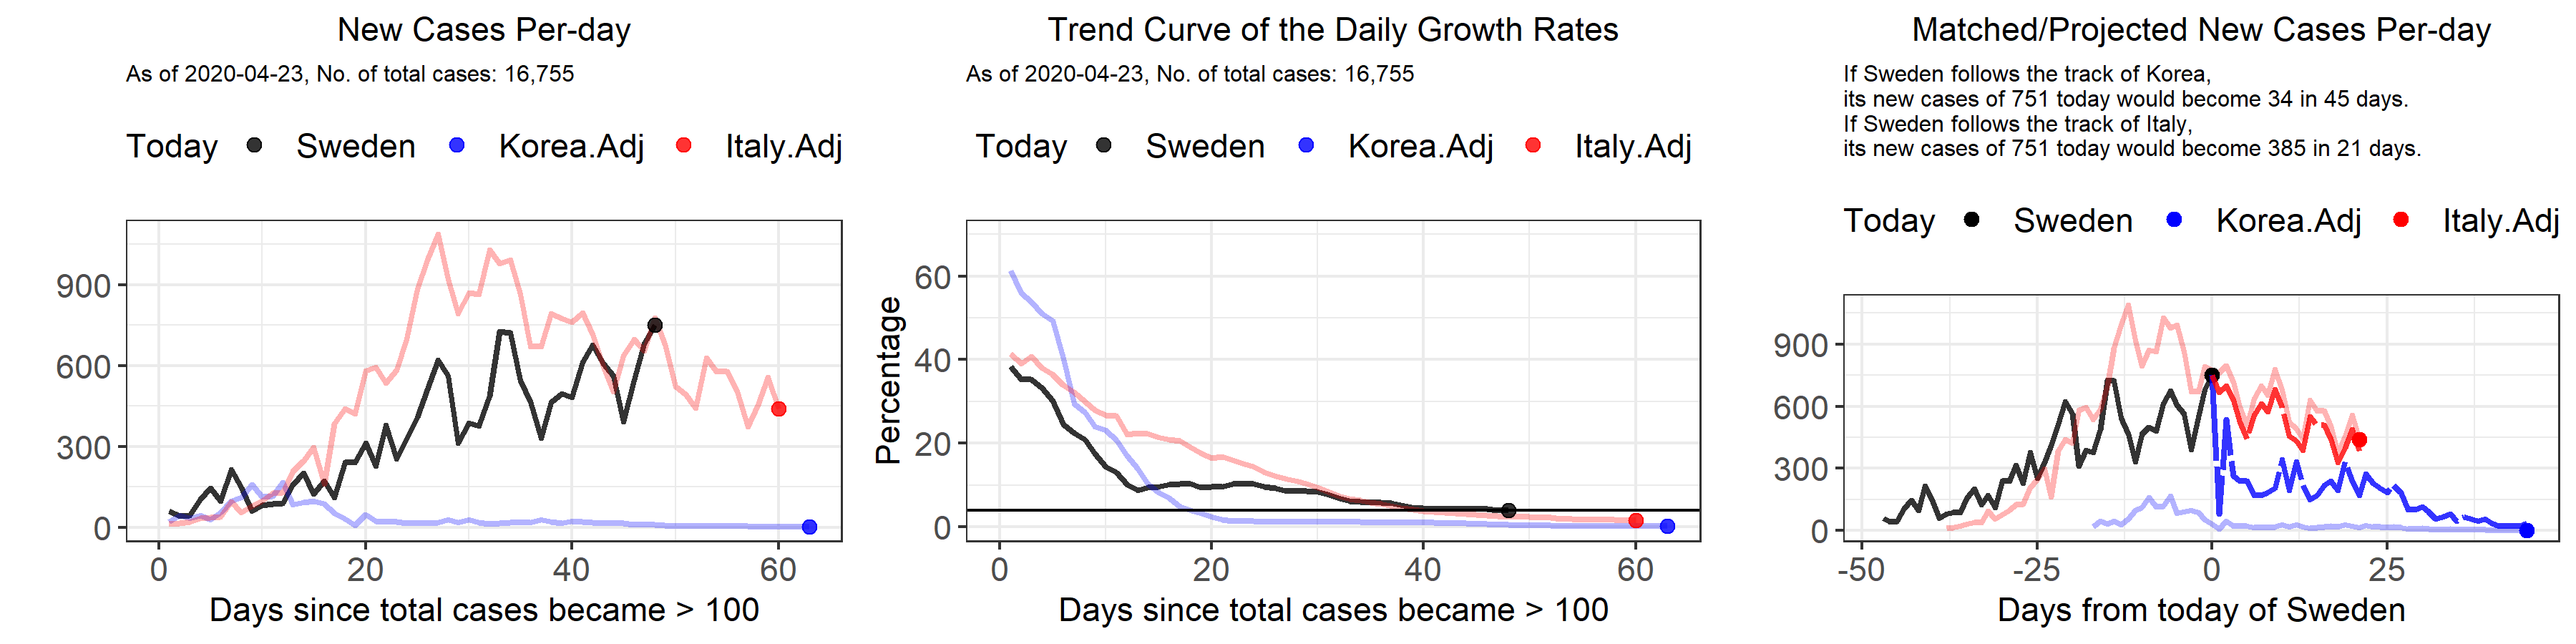 New Cases Per-day
As of 2020-04-23, No. of total cases: 16,755
Today Sweden Korea.Adj Italy.Adj
900
600
300
0
0 20 40 60
Days since total cases became > 100
Trend Curve of the Daily Growth Rates
As of 2020-04-23, No. of total cases: 16,755
Today Sweden Korea.Adj Italy.Adj
Percentage
60
40
20
0
0 20 40 60
Days since total cases became > 100
Matched/Projected New Cases Per-day
If Sweden follows the track of Korea,
its new cases of 751 today would become 34 in 45 days.
If Sweden follows the track of Italy,
its new cases of 751 today would become 385 in 21 days.
Today Sweden Korea.Adj Italy.Adj
900
600
300
0
-50 -25 0 25
Days from today of Sweden